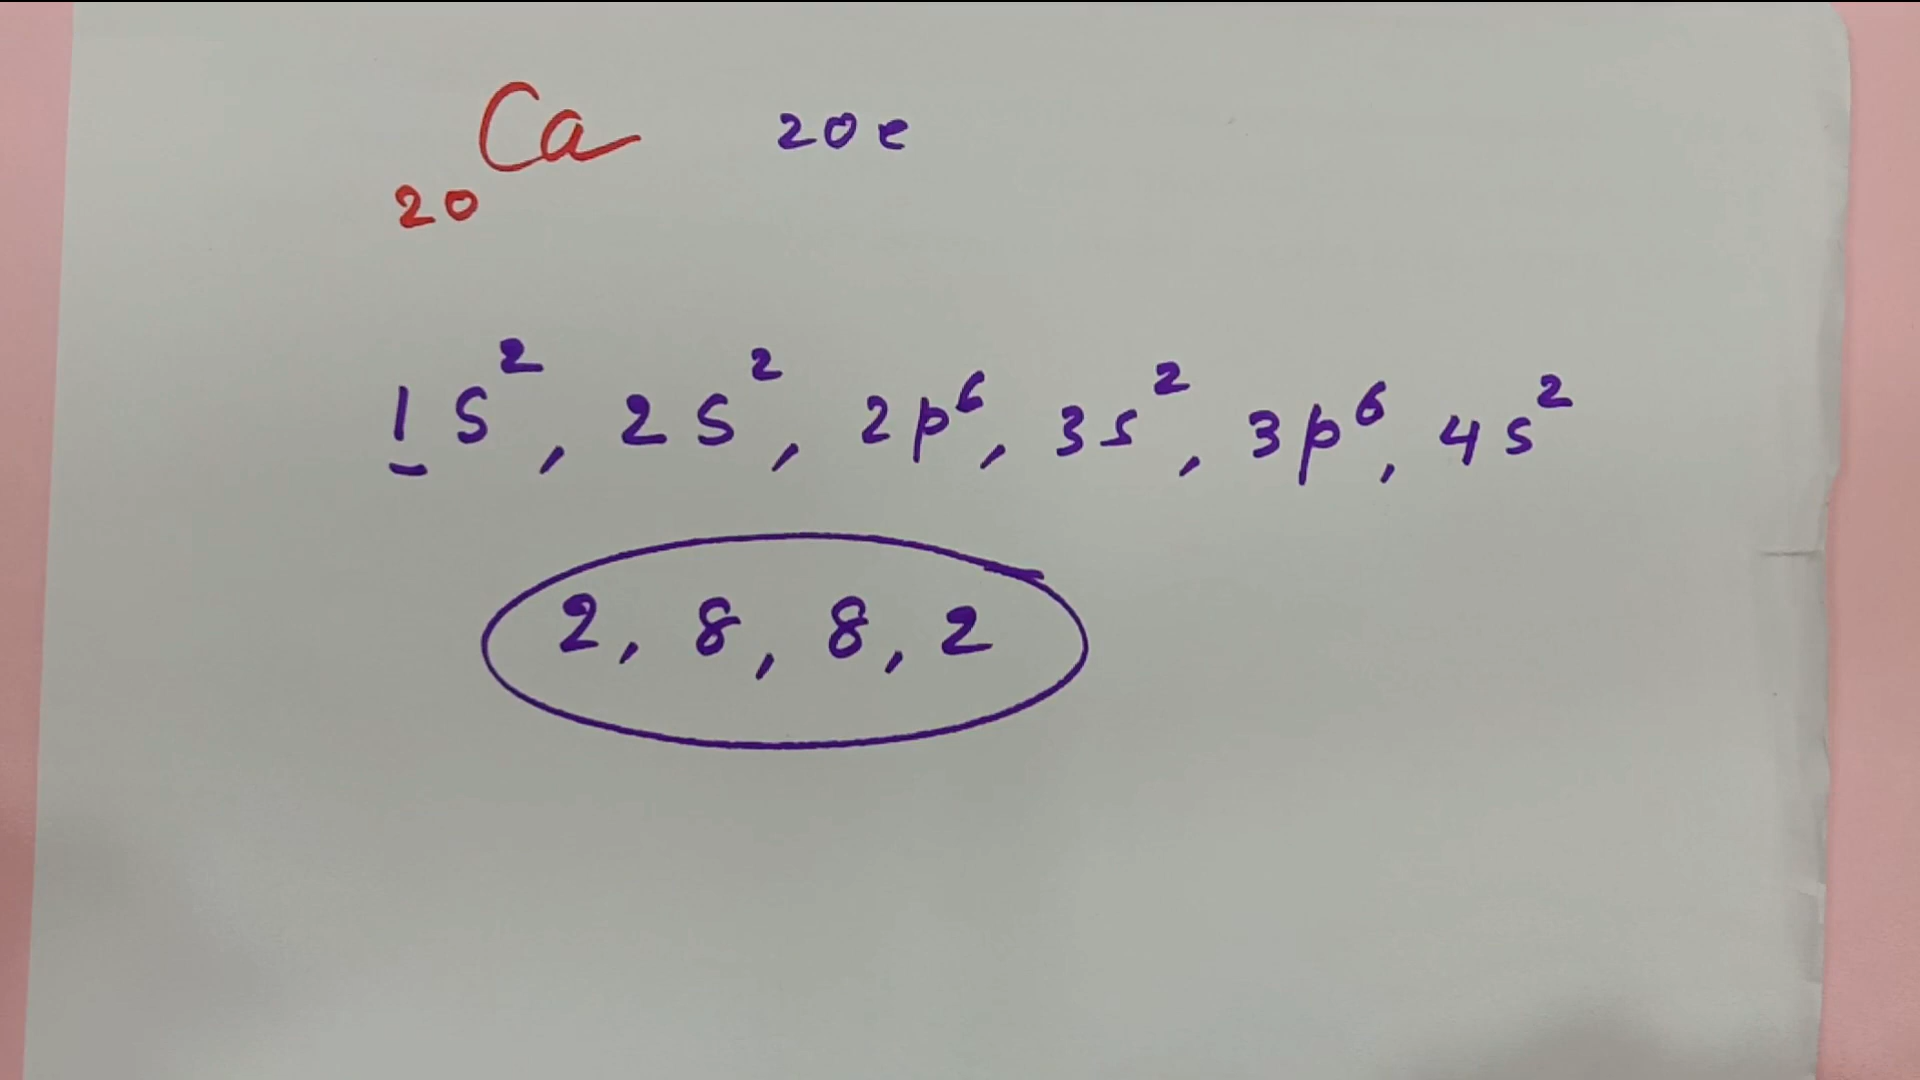 ₂₀Ca 20e
1s², 2s², 2p⁶, 3s², 3p⁶, 4s²
2, 8, 8, 2